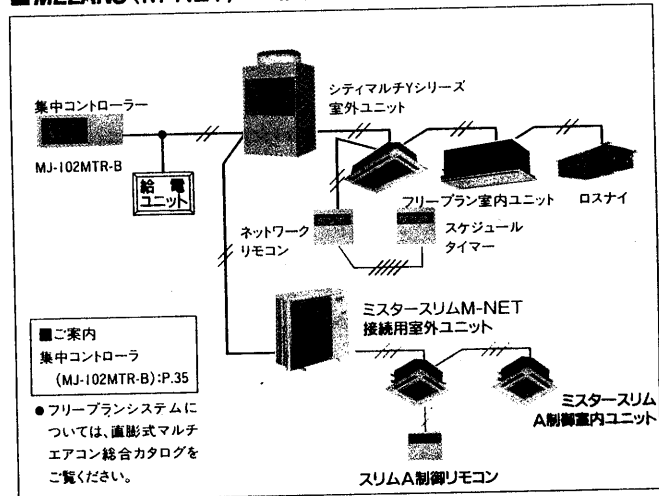 集中コントローラー
MJ-102MTR-B
給電
ユニット
シティマルチYシリーズ
室外ユニット
フリープラン室内ユニット
ロスナイ
ネットワーク
リモコン
スケジュール
タイマー
ミスタースリムM-NET
接続用室外ユニット
ミスタースリム
A制御室内ユニット
スリムA制御リモコン
■ご案内
集中コントローラ
(MJ-102MTR-B):P.35
●フリープランシステムに
ついては、直膨式マルチ
エアコン総合カタログを
ご覧ください。